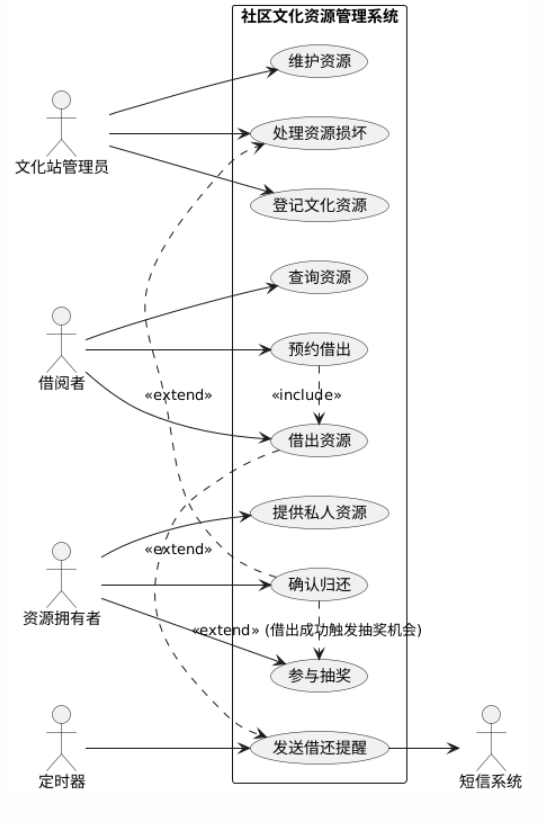 社区文化资源管理系统
维护资源
处理资源损坏
文化站管理员
登记文化资源
查询资源
预约借出
借阅者
«extend»
«include»
借出资源
提供私人资源
«extend»
确认归还
资源拥有者
«extend» (借出成功触发抽奖机会)
参与抽奖
发送借还提醒
定时器
短信系统